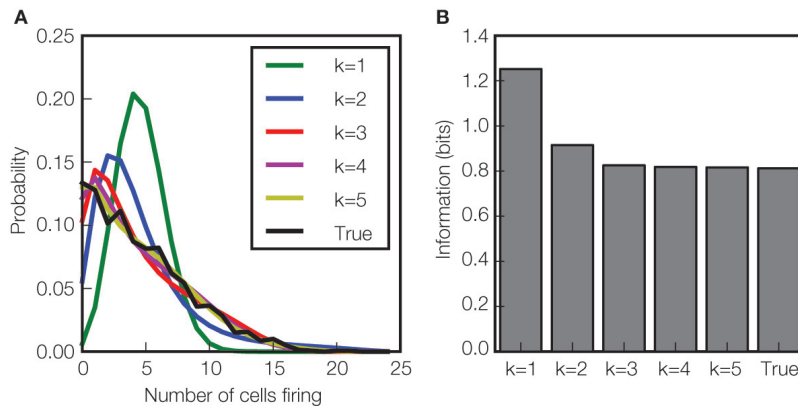 A
0.25
0.20
0.15
0.10
0.05
0.00
Probability
0
5
10
15
20
25
Number of cells firing
k=1
k=2
k=3
k=4
k=5
True
B
1.4
1.2
1.0
0.8
0.6
0.4
0.2
0.0
Information (bits)
k=1
k=2
k=3
k=4
k=5
True